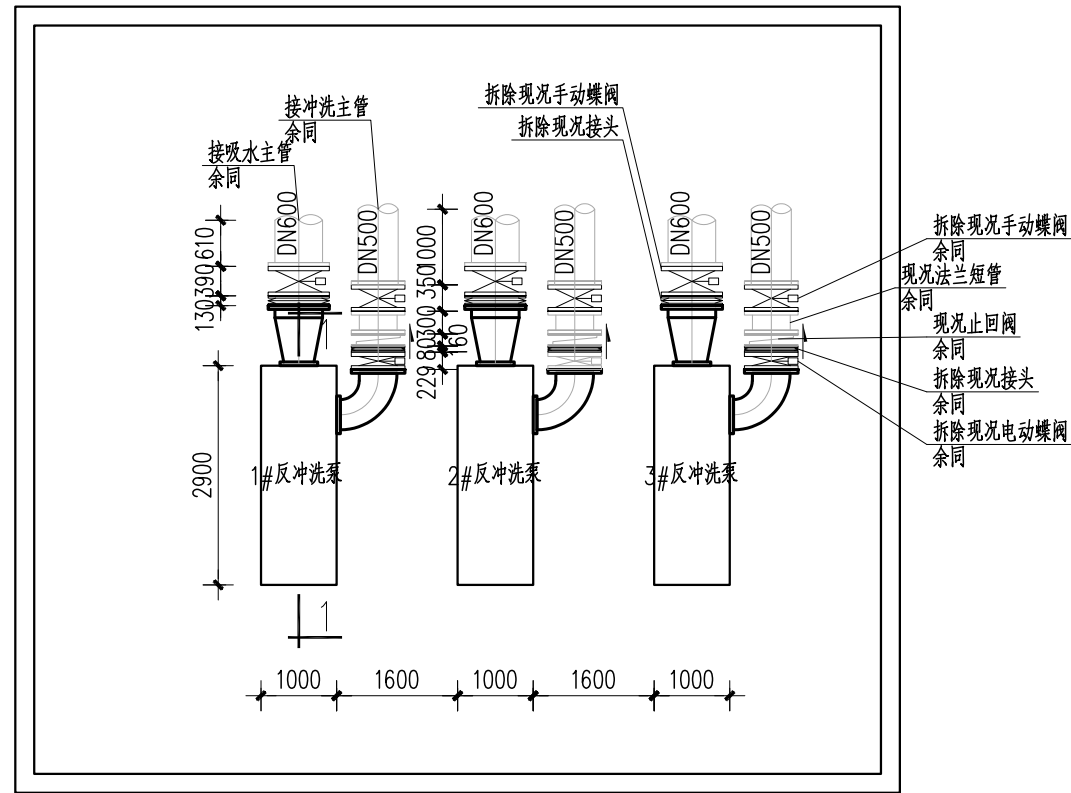 接冲洗主管
余同
接吸水主管
余同
拆除现况手动蝶阀
拆除现况接头
DN600
DN500
DN600
DN500
DN600
DN500
610
390
130
2900
1000
350
300
160
80
229
拆除现况手动蝶阀
余同
现况法兰短管
余同
现况止回阀
余同
拆除现况接头
余同
拆除现况电动蝶阀
余同
1
1#反冲洗泵
2#反冲洗泵
3#反冲洗泵
1
1000
1600
1000
1600
1000